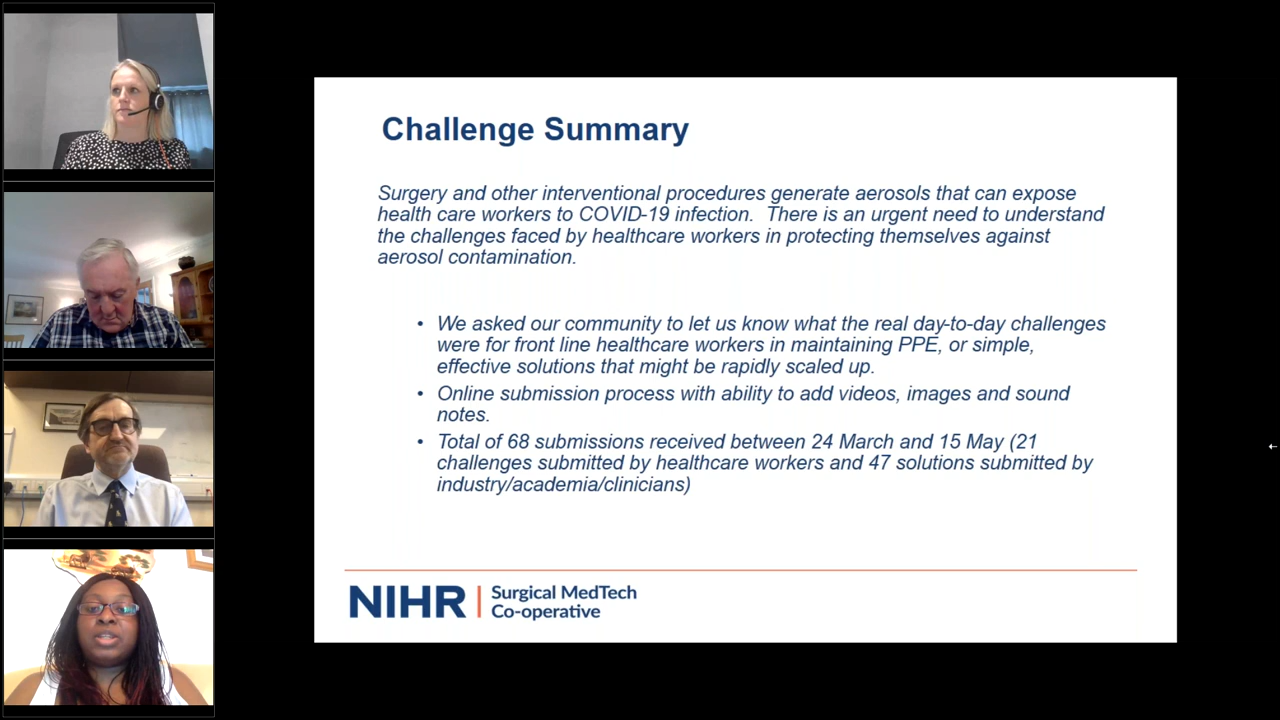 Challenge Summary
Surgery and other interventional procedures generate aerosols that can expose
health care workers to COVID-19 infection.  There is an urgent need to understand
the challenges faced by healthcare workers in protecting themselves against
aerosol contamination.
• We asked our community to let us know what the real day-to-day challenges
were for front line healthcare workers in maintaining PPE, or simple,
effective solutions that might be rapidly scaled up.
• Online submission process with ability to add videos, images and sound
notes.
• Total of 68 submissions received between 24 March and 15 May (21
challenges submitted by healthcare workers and 47 solutions submitted by
industry/academia/clinicians)
NIHR | Surgical MedTech
Co-operative